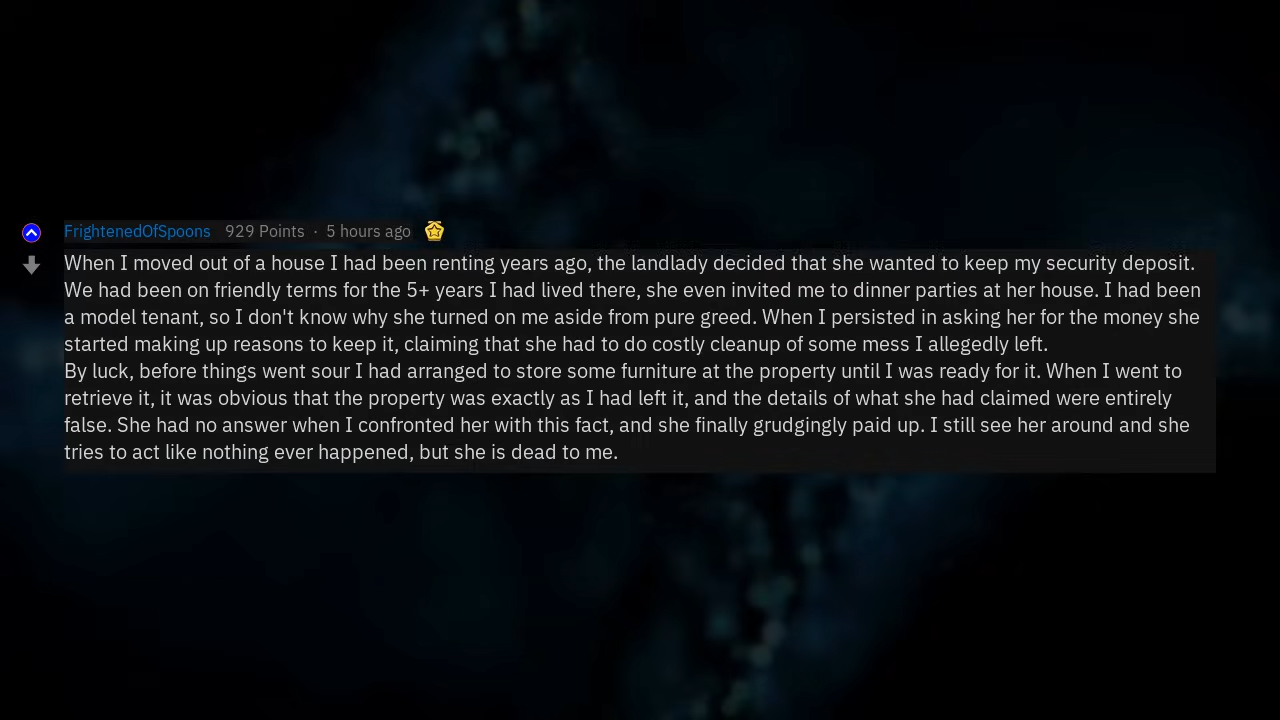 FrightenedOfSpoons 929 Points · 5 hours ago
When I moved out of a house I had been renting years ago, the landlady decided that she wanted to keep my security deposit.
We had been on friendly terms for the 5+ years I had lived there, she even invited me to dinner parties at her house. I had been
a model tenant, so I don't know why she turned on me aside from pure greed. When I persisted in asking her for the money she
started making up reasons to keep it, claiming that she had to do costly cleanup of some mess I allegedly left.
By luck, before things went sour I had arranged to store some furniture at the property until I was ready for it. When I went to
retrieve it, it was obvious that the property was exactly as I had left it, and the details of what she had claimed were entirely
false. She had no answer when I confronted her with this fact, and she finally grudgingly paid up. I still see her around and she
tries to act like nothing ever happened, but she is dead to me.